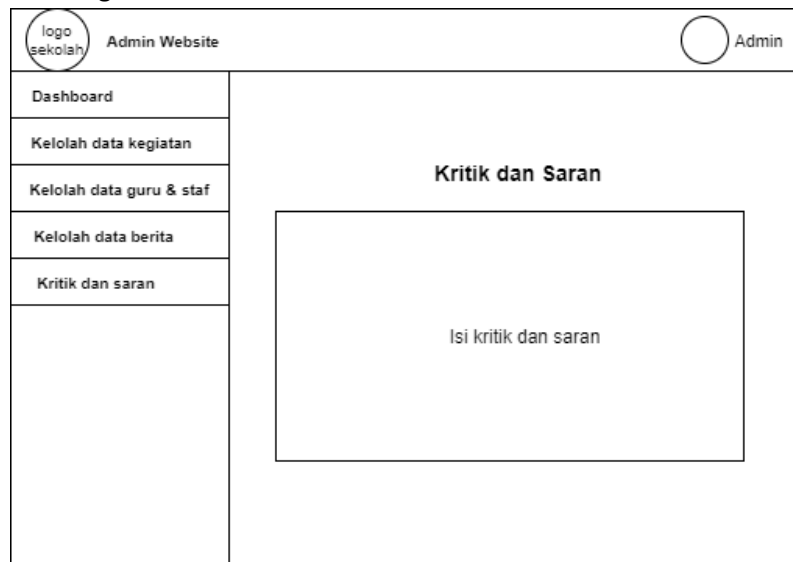 logo
sekolah
Admin Website
Admin
Dashboard
Kelolah data kegiatan
Kelolah data guru & staf
Kelolah data berita
Kritik dan saran
Kritik dan Saran
Isi kritik dan saran